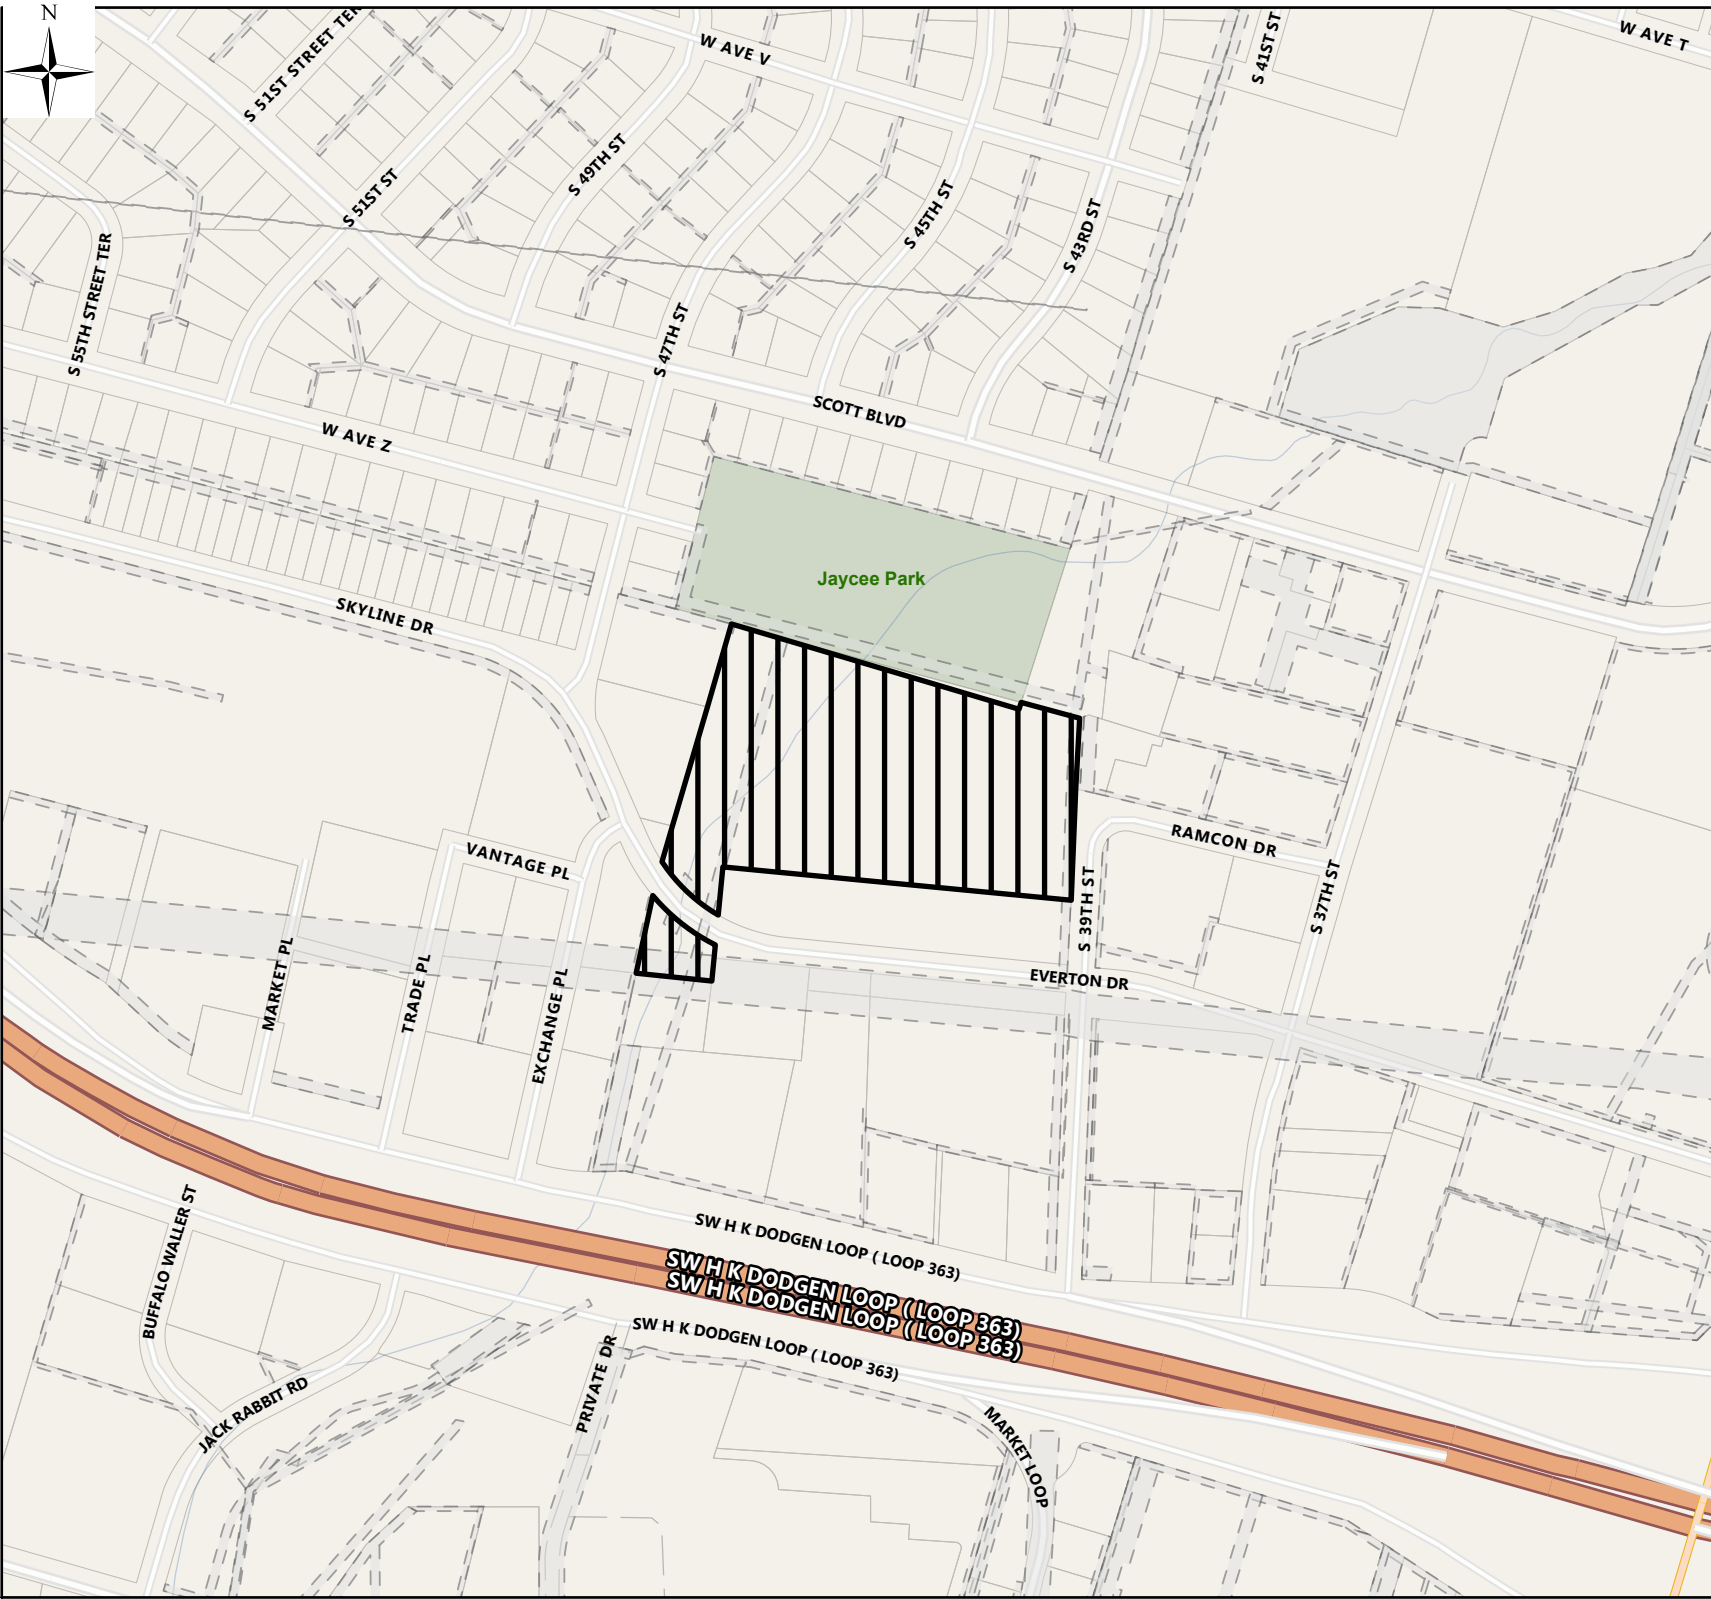 N
S 51ST STREET TER
W AVE V
S 41ST ST
W AVE T
S 51ST ST
S 49TH ST
S 45TH ST
S 43RD ST
S 55TH STREET TER
S 47TH ST
SCOTT BLVD
W AVE Z
Jaycee Park
SKYLINE DR
VANTAGE PL
RAMCON DR
S 37TH ST
S 39TH ST
MARKET PL
TRADE PL
EXCHANGE PL
EVERTON DR
BUFFALO WALLER ST
SW H K DODGEN LOOP ( LOOP 363)
SW H K DODGEN LOOP ( LOOP 363)
SW H K DODGEN LOOP ( LOOP 363)
SW H K DODGEN LOOP ( LOOP 363)
PRIVATE DR
JACK RABBIT RD
MARKET LOOP